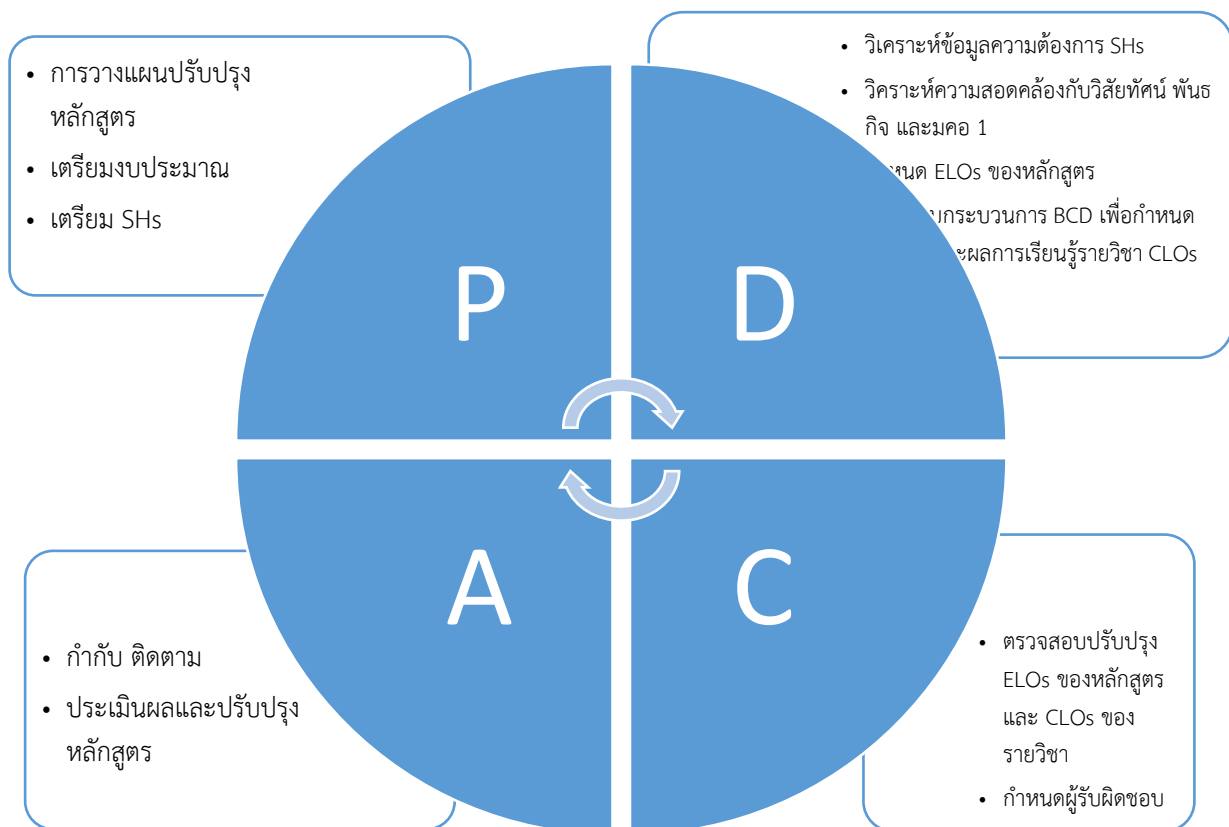 • การวางแผนปรับปรุง
หลักสูตร
• เตรียมงบประมาณ
• เตรียม SHs
P
• วิเคราะห์ข้อมูลความต้องการ SHs
• วิคราะห์ความสอดคล้องกับวิสัยทัศน์ พันธ
กิจ และมคอ 1
ELOs ของหลักสูตร
กระบวนการ BCD เพื่อกำหนด
ผลการเรียนรู้รายวิชา CLOs
D
A
• กำกับ ติดตาม
• ประเมินผลและปรับปรุง
หลักสูตร
C
• ตรวจสอบปรับปรุง
ELOs ของหลักสูตร
และ CLOs ของ
รายวิชา
• กำหนดผู้รับผิดชอบ